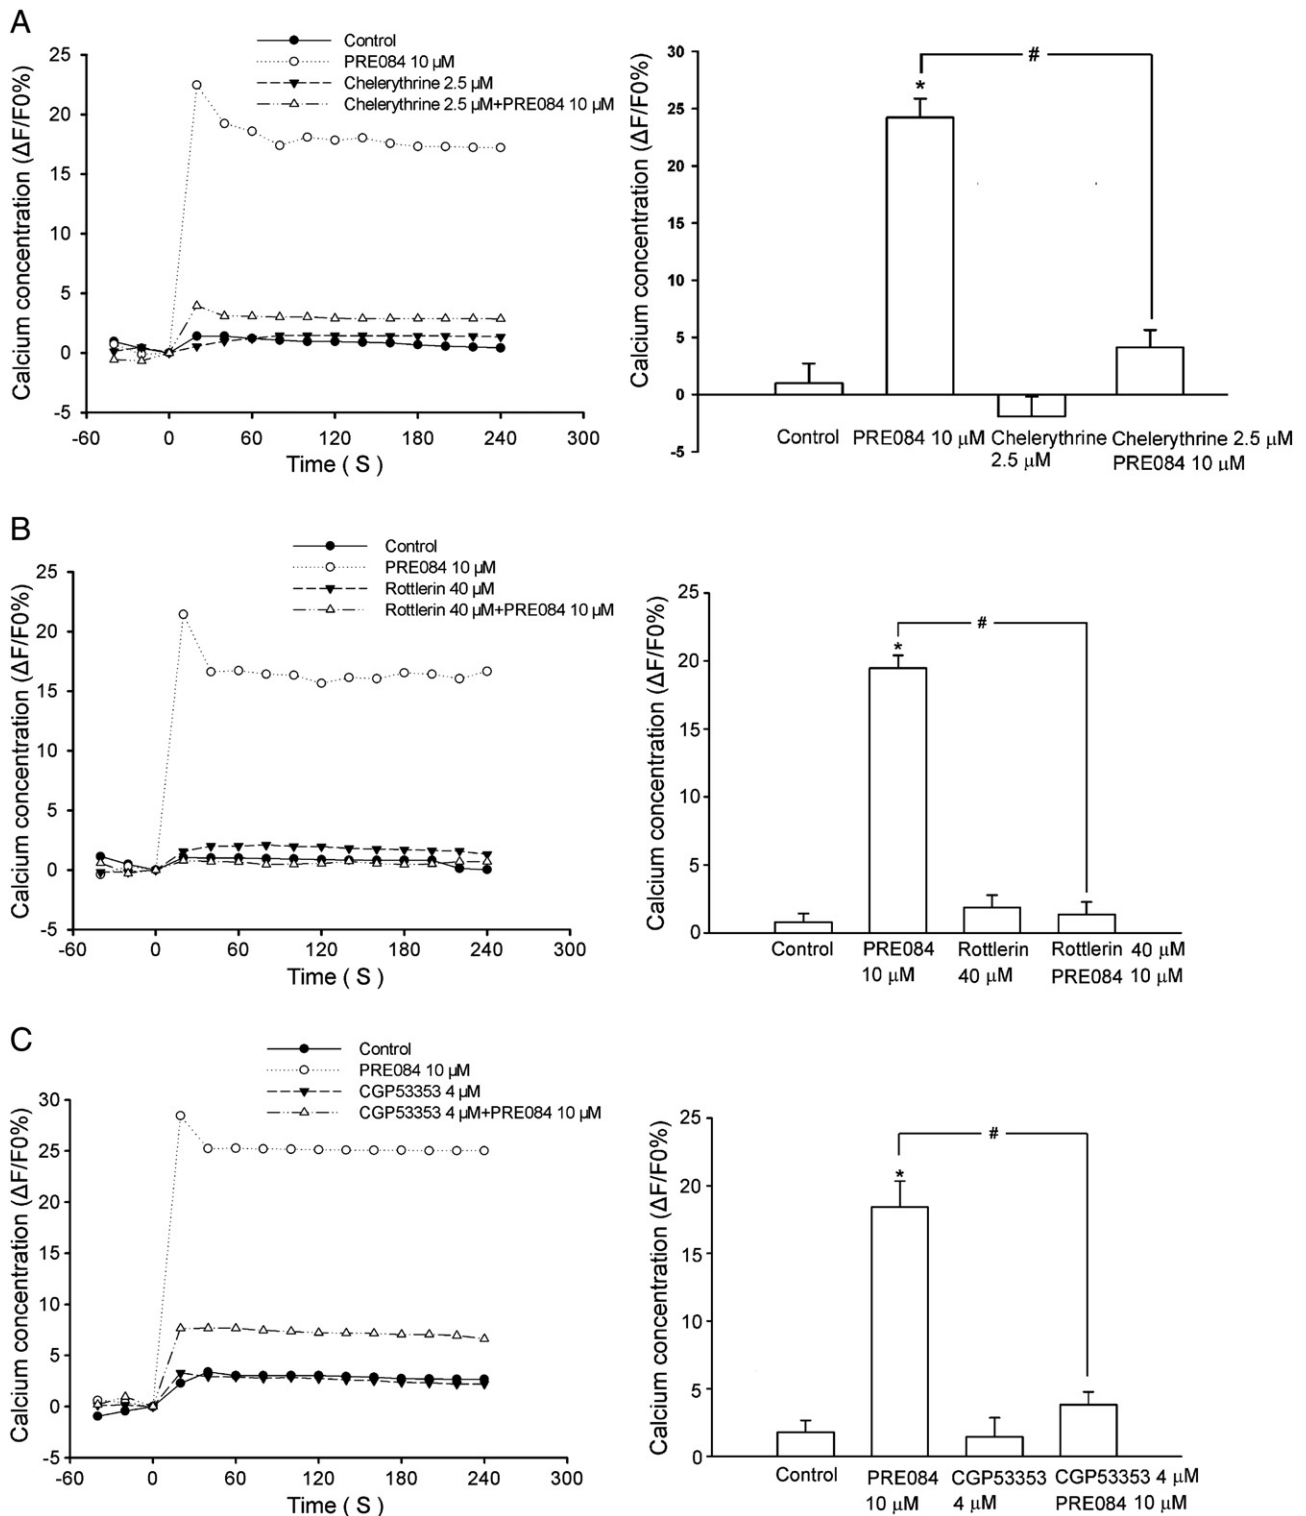 A
Control
PRE084 10 μM
Chelerythrine 2.5 μM
Chelerythrine 2.5 μM+PRE084 10 μM
Calcium concentration (ΔF/F0%)
25
20
15
10
5
0
-5
-60 0 60 120 180 240 300
Time ( S )
Calcium concentration (ΔF/F0%)
30
25
20
15
10
5
0
-5
#
*
Control PRE084 10 μM Chelerythrine Chelerythrine 2.5 μM
2.5 μM PRE084 10 μM
B
Control
PRE084 10 μM
Rottlerin 40 μM
Rottlerin 40 μM+PRE084 10 μM
Calcium concentration (ΔF/F0%)
25
20
15
10
5
0
-5
-60 0 60 120 180 240 300
Time ( S )
Calcium concentration (ΔF/F0%)
25
20
15
10
5
0
#
*
Control PRE084 Rottlerin Rottlerin 40 μM
10 μM 40 μM PRE084 10 μM
C
Control
PRE084 10 μM
CGP53353 4 μM
CGP53353 4 μM+PRE084 10 μM
Calcium concentration (ΔF/F0%)
30
25
20
15
10
5
0
-5
-60 0 60 120 180 240 300
Time ( S )
Calcium concentration (ΔF/F0%)
25
20
15
10
5
0
#
*
Control PRE084 CGP53353 CGP53353 4 μM
10 μM 4 μM PRE084 10 μM